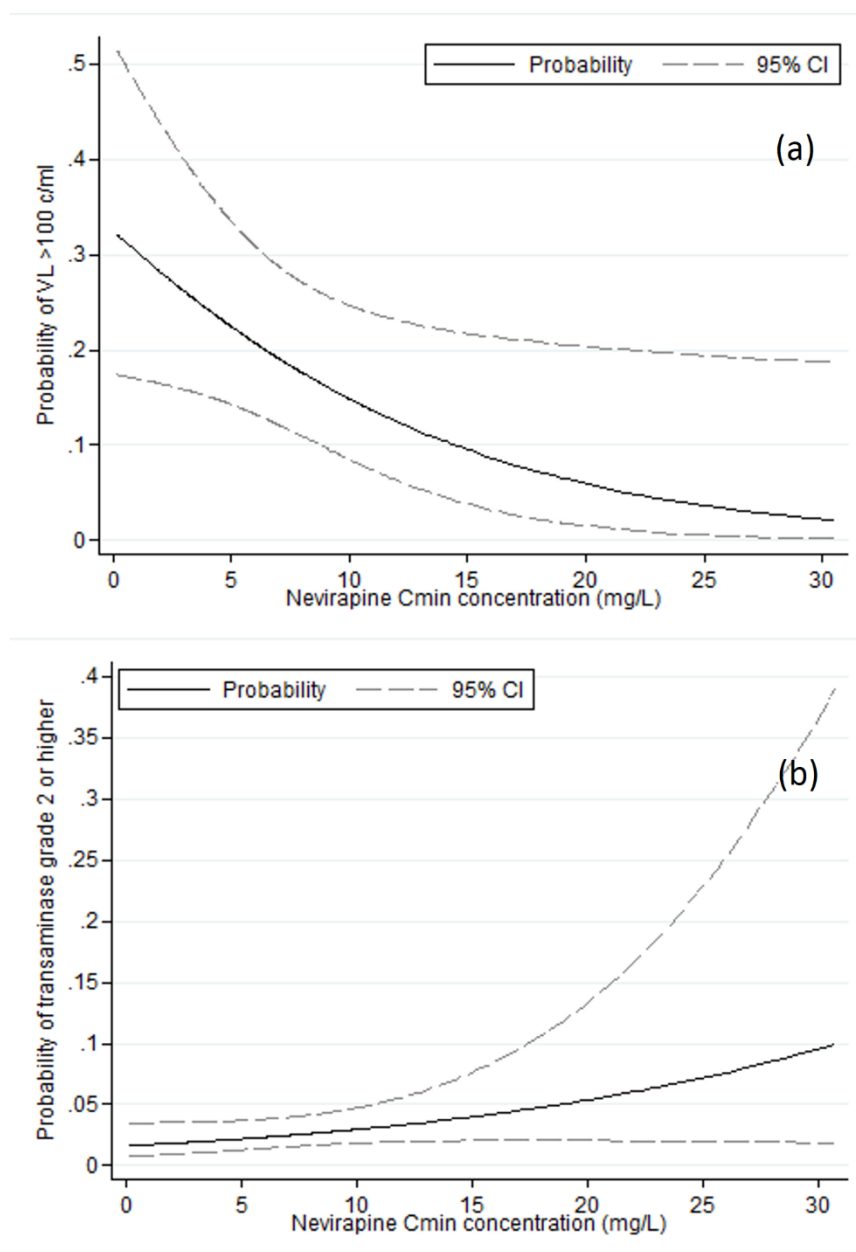 Probability 95% CI
(a)
Probability of VL >100 c/ml
.5
.4
.3
.2
.1
0
0 5 10 15 20 25 30
Nevirapine Cmin concentration (mg/L)
Probability 95% CI
(b)
Probability of transaminase grade 2 or higher
.4
.35
.3
.25
.2
.15
.1
.05
0
0 5 10 15 20 25 30
Nevirapine Cmin concentration (mg/L)